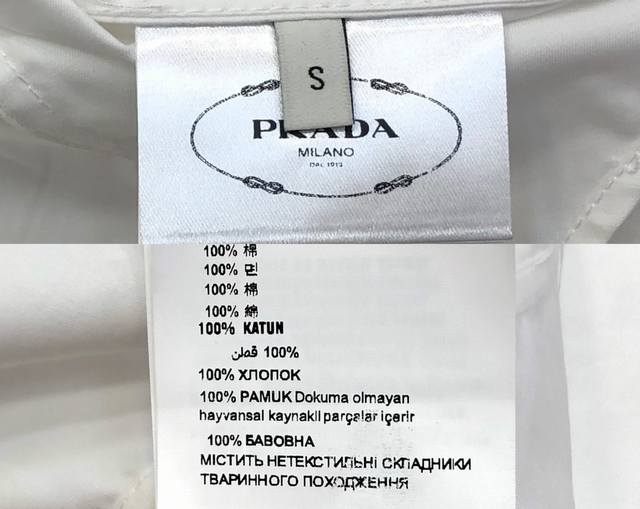 S
PRADA
MILANO
DAL 1913
100% 棉
100% 면
100% 棉
100% 綿
100% KATUN
100% قطن
100% ХЛОПОК
100% PAMUK Dokuma olmayan
hayvansal kaynaklı parçalar içerir
100% БАВОВНА
МІСТИТЬ НЕТЕКСТИЛЬНІ СКЛАДНИКИ
ТВАРИННОГО ПОХОДЖЕННЯ